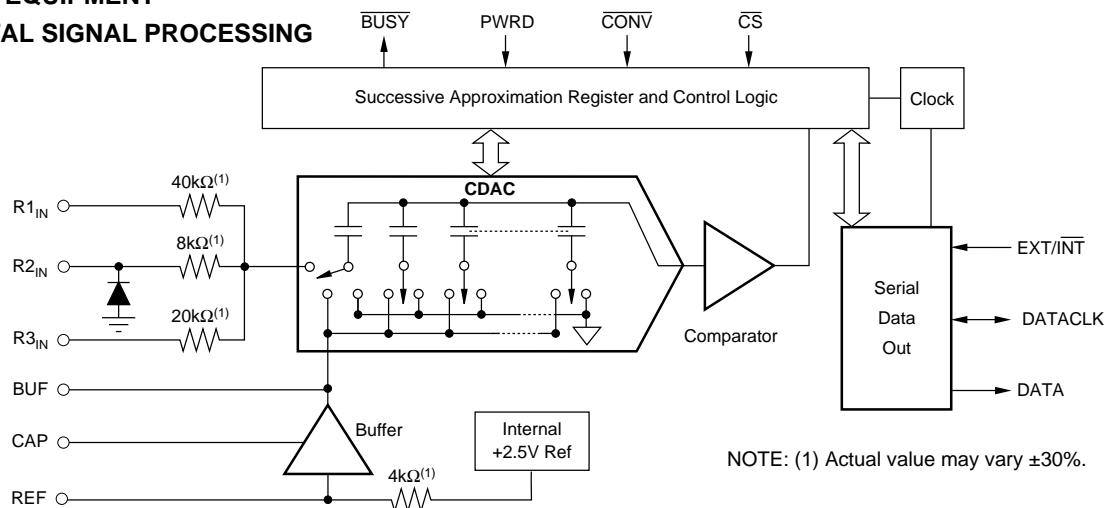 EQUIPMENT
SIGNAL PROCESSING
BUSY PWRD CONV CS
Successive Approximation Register and Control Logic
Clock
CDAC
40kΩ(1)
R1IN
8kΩ(1)
R2IN
20kΩ(1)
R3IN
BUF
CAP
REF
Buffer
4kΩ(1)
Internal
+2.5V Ref
Comparator
Serial
Data
Out
EXT/INT
DATACLK
DATA
NOTE: (1) Actual value may vary ±30%.